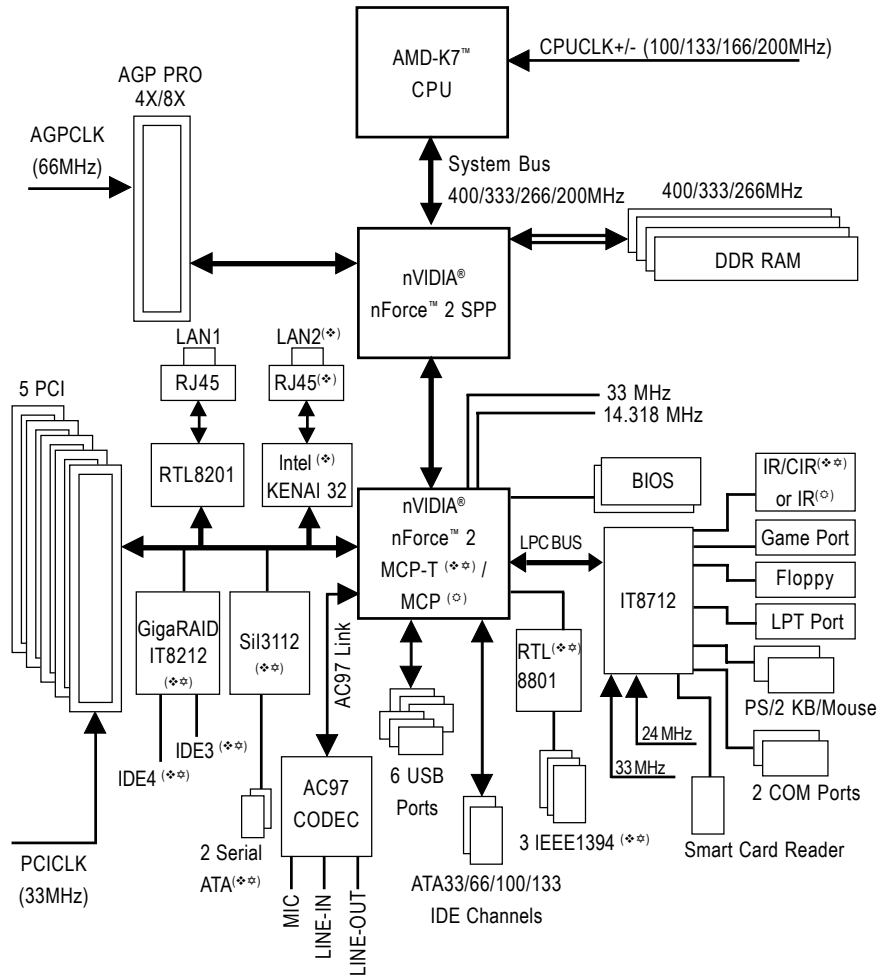 AMD-K7™
CPU
CPUCLK+/- (100/133/166/200MHz)
AGP PRO
4X/8X
AGPCLK
(66MHz)
System Bus
400/333/266/200MHz
400/333/266MHz
DDR RAM
nVIDIA®
nForce™ 2 SPP
LAN1
RJ45
LAN2(❖)
RJ45(❖)
5 PCI
33 MHz
14.318 MHz
RTL8201
Intel (❖)
KENAI 32
BIOS
IR/CIR(❖✡)
or IR(✩)
nVIDIA®
nForce™ 2
MCP-T (❖✡) /
MCP (✩)
LPC BUS
Game Port
Floppy
LPT Port
IT8712
GigaRAID
IT8212
(❖✡)
SiI3112
(❖✡)
AC97 Link
RTL(❖✡)
8801
PS/2 KB/Mouse
24 MHz
33 MHz
IDE3 (❖✡)
IDE4 (❖✡)
6 USB
Ports
AC97
CODEC
2 COM Ports
3 IEEE1394 (❖✡)
Smart Card Reader
2 Serial
ATA(❖✡)
PCICLK
(33MHz)
ATA33/66/100/133
IDE Channels
MIC
LINE-IN
LINE-OUT